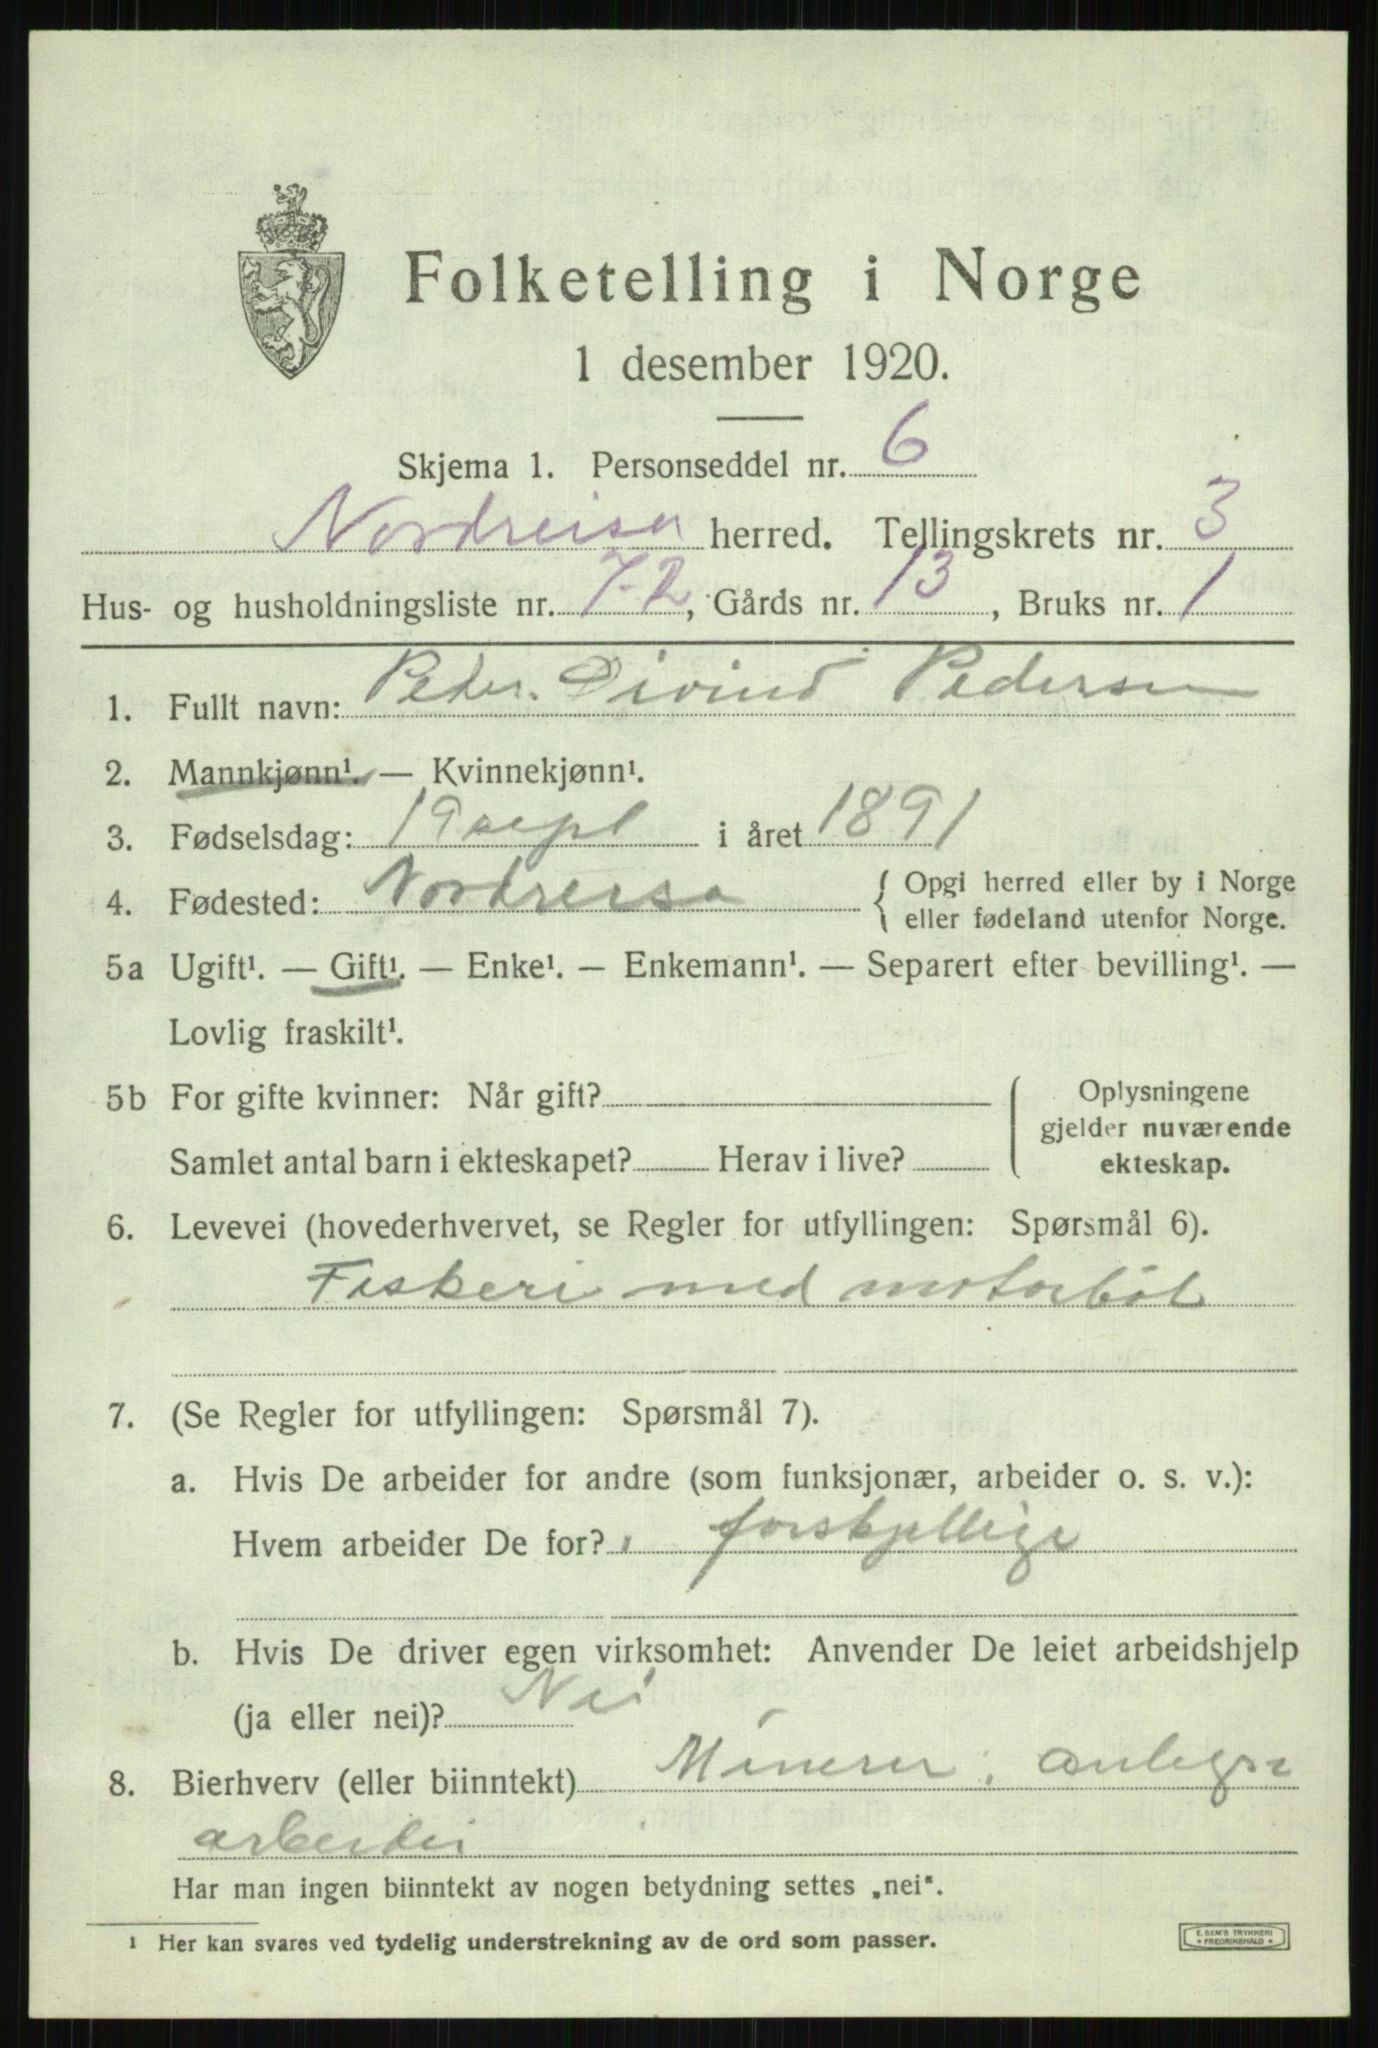 Folketelling i Norge
1 desember 1920.
Skjema 1. Personseddel nr. 6
Nordreisa herred. Tellingskrets nr. 3
Hus- og husholdningsliste nr. 72, Gårds nr. 13, Bruks nr. 1
1. Fullt navn: Peder Eivind Pedersen
2. Mannkjønn¹. — Kvinnekjønn¹.
3. Fødselsdag: 19 sept i året 1891
4. Fødested: Nordreisa { Opgi herred eller by i Norge
eller fødeland utenfor Norge.
5a Ugift¹. — Gift¹. — Enke¹. — Enkemann¹. — Separert efter bevilling¹. —
Lovlig fraskilt¹.
5b For gifte kvinner: Når gift? Oplysningene
gjelder nuværende
Samlet antal barn i ekteskapet? Herav i live? ekteskap.
6. Levevei (hovederhvervet, se Regler for utfyllingen: Spørsmål 6).
Fiskeri med motorbåt
7. (Se Regler for utfyllingen: Spørsmål 7).
a. Hvis De arbeider for andre (som funksjonær, arbeider o. s. v.):
Hvem arbeider De for? forskjellige
b. Hvis De driver egen virksomhet: Anvender De leiet arbeidshjelp
(ja eller nei)? Nei
8. Bierhverv (eller biinntekt) Minerer, anlegs
arbeider
Har man ingen biinntekt av nogen betydning settes „nei“.
¹ Her kan svares ved tydelig understrekning av de ord som passer.
E. SEM'S TRYKKERI
FREDRIKSHALD